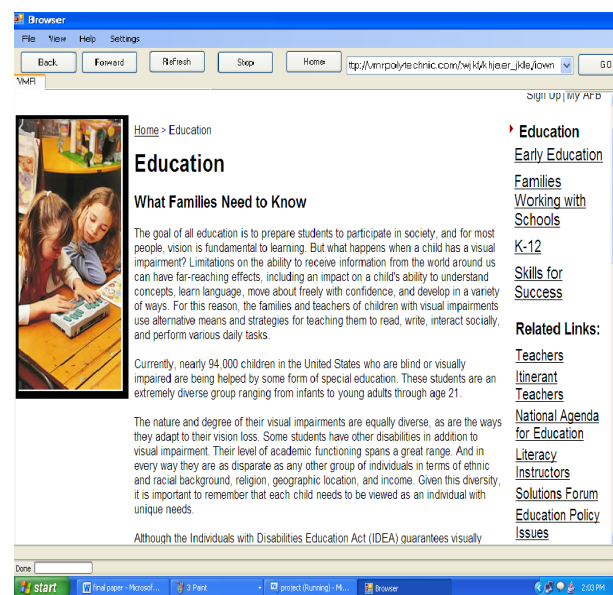 Browser
File View Help Settings
Back Forward Refresh Stop Home GO
VMR
Sign Up | My AFB
Home > Education
Education
What Families Need to Know
The goal of all education is to prepare students to participate in society, and for most
people, vision is fundamental to learning. But what happens when a child has a visual
impairment? Limitations on the ability to receive information from the world around us
can have far-reaching effects, including an impact on a child's ability to understand
concepts, learn language, move about freely with confidence, and develop in a variety
of ways. For this reason, the families and teachers of children with visual impairments
use alternative means and strategies for teaching them to read, write, interact socially,
and perform various daily tasks.
Currently, nearly 94,000 children in the United States who are blind or visually
impaired are being helped by some form of special education. These students are an
extremely diverse group ranging from infants to young adults through age 21.
The nature and degree of their visual impairments are equally diverse, as are the ways
they adapt to their vision loss. Some students have other disabilities in addition to
visual impairment. Their level of academic functioning spans a great range. And in
every way they are as disparate as any other group of individuals in terms of ethnic
and racial background, religion, geographic location, and income. Given this diversity,
it is important to remember that each child needs to be viewed as an individual with
unique needs.
Although the Individuals with Disabilities Education Act (IDEA) guarantees visually
Education
Early Education
Families
Working with
Schools
K-12
Skills for
Success
Related Links:
Teachers
Itinerant
Teachers
National Agenda
for Education
Literacy
Instructors
Solutions Forum
Education Policy
Issues
Done
start final paper - Microsof... 3 Paint project (Running) - Mi... Browser 2:03 PM